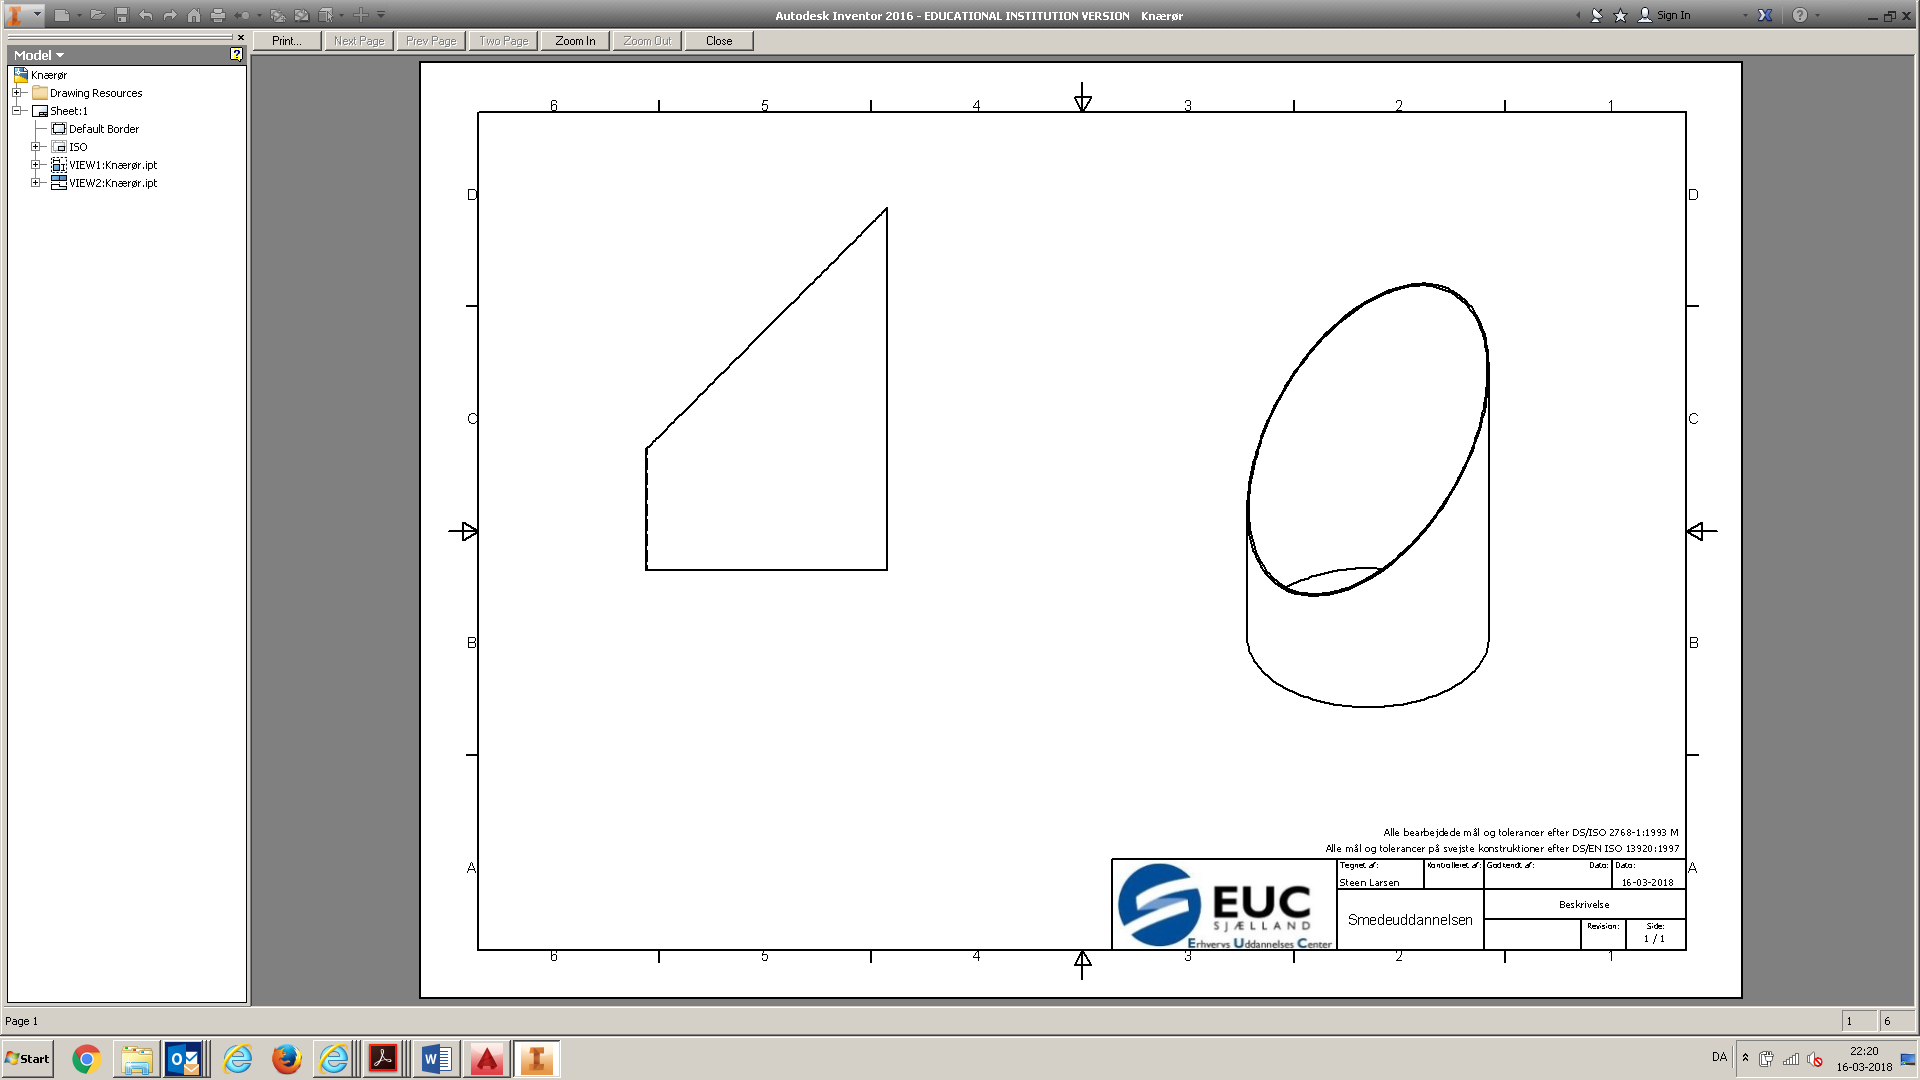 Autodesk Inventor 2016 - EDUCATIONAL INSTITUTION VERSION Knærør
Sign In
Print... Next Page Prev Page Two Page Zoom In Zoom Out Close
Model
Knærør
Drawing Resources
Sheet:1
Default Border
ISO
VIEW1:Knærør.ipt
VIEW2:Knærør.ipt
6 5 4 3 2 1
D D
C C
B B
A A
Alle bearbejdede mål og tolerancer efter DS/ISO 2768-1:1993 M
Alle mål og tolerancer på svejste konstruktioner efter DS/EN ISO 13920:1997
Tegnet af: Kontrolleret af: Godkendt af: Dato: Dato:
Steen Larsen 16-03-2018
EUC
SJÆLLAND
Erhvervs Uddannelses Center
Smedeuddannelsen
Beskrivelse
Revision: Side:
1 / 1
6 5 4 3 2 1
Page 1
1 6
Start
DA
22:20
16-03-2018